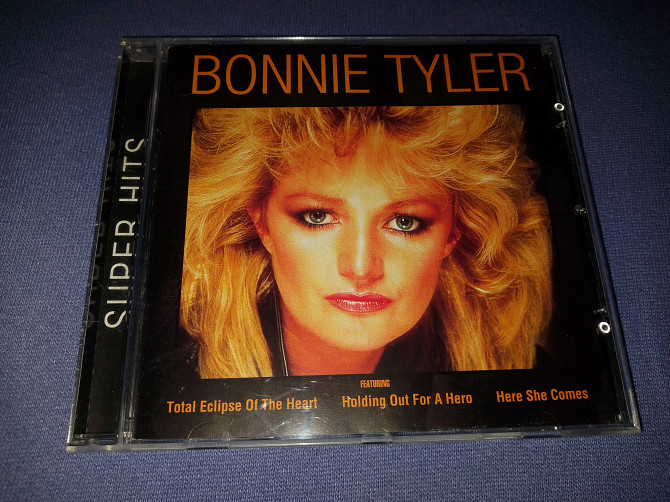 BONNIE TYLER
SUPER HITS
FEATURING
Total Eclipse Of The Heart Holding Out For A Hero Here She Comes